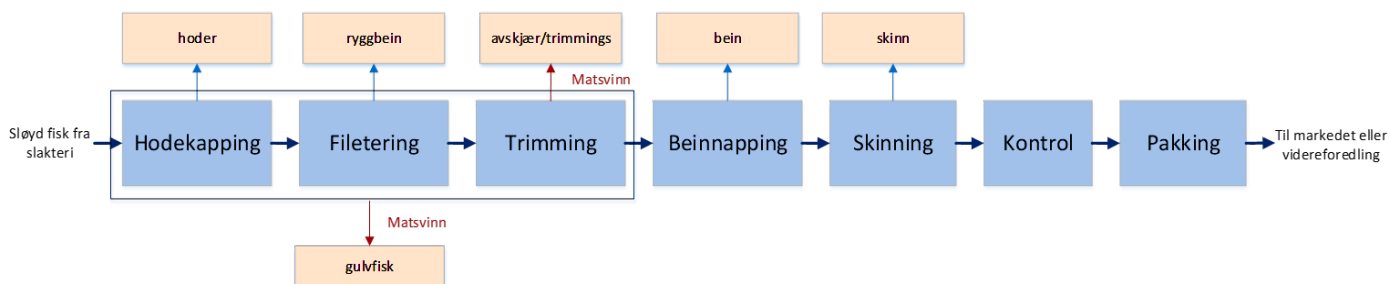 hoder
ryggbein
avskjær/trimmings
bein
skinn
Matsvinn
Sløyd fisk fra
slakteri
Hodekapping
Filetering
Trimming
Beinnapping
Skinning
Kontrol
Pakking
Til markedet eller
videreforedling
Matsvinn
gulvfisk